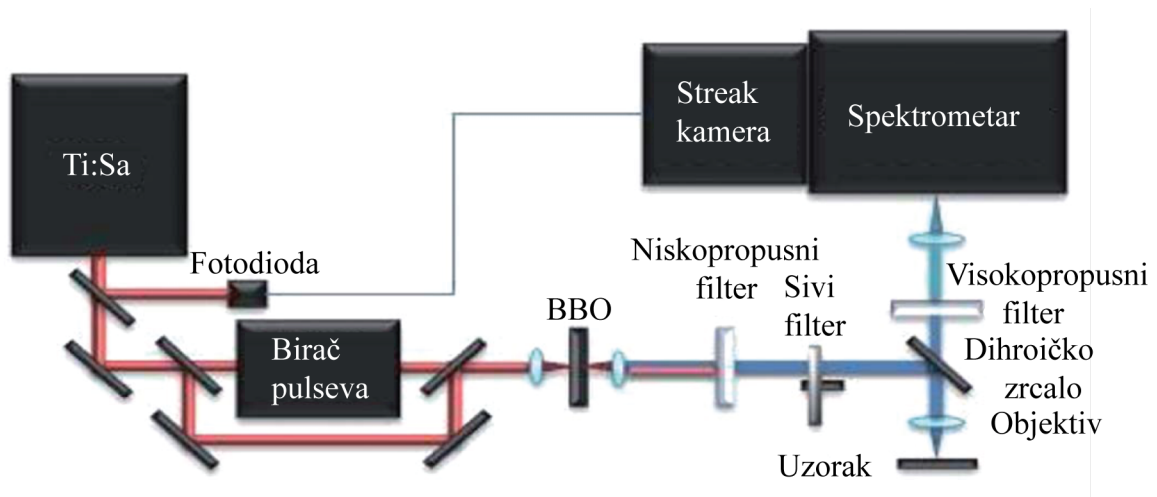 Streak
kamera
Spektrometar
Ti:Sa
Fotodioda
Birač
pulseva
BBO
Niskopropusni
filter
Sivi
filter
Visokopropusni
filter
Dihroičko
zrcalo
Objektiv
Uzorak